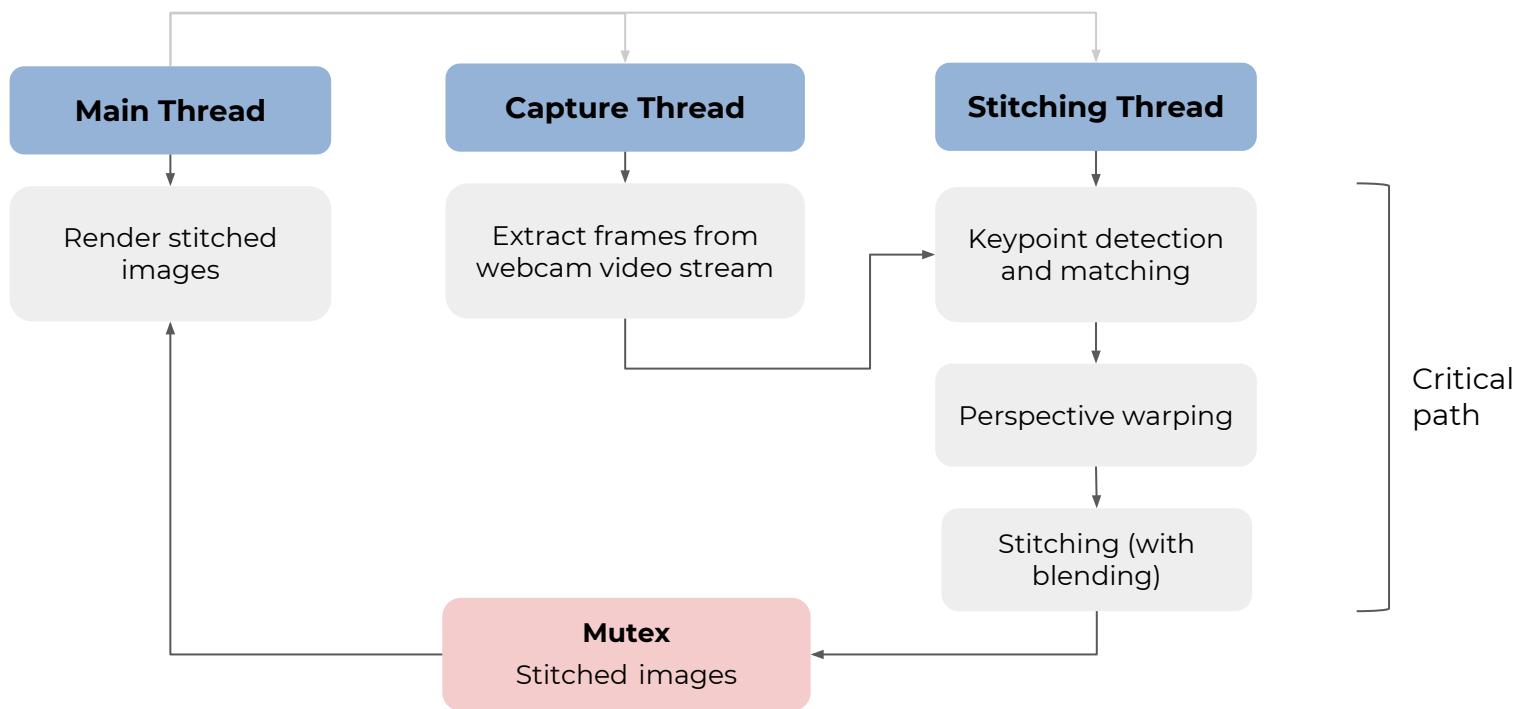 Main Thread
Capture Thread
Stitching Thread
Render stitched
images
Extract frames from
webcam video stream
Keypoint detection
and matching
Perspective warping
Stitching (with
blending)
Critical
path
Mutex
Stitched images